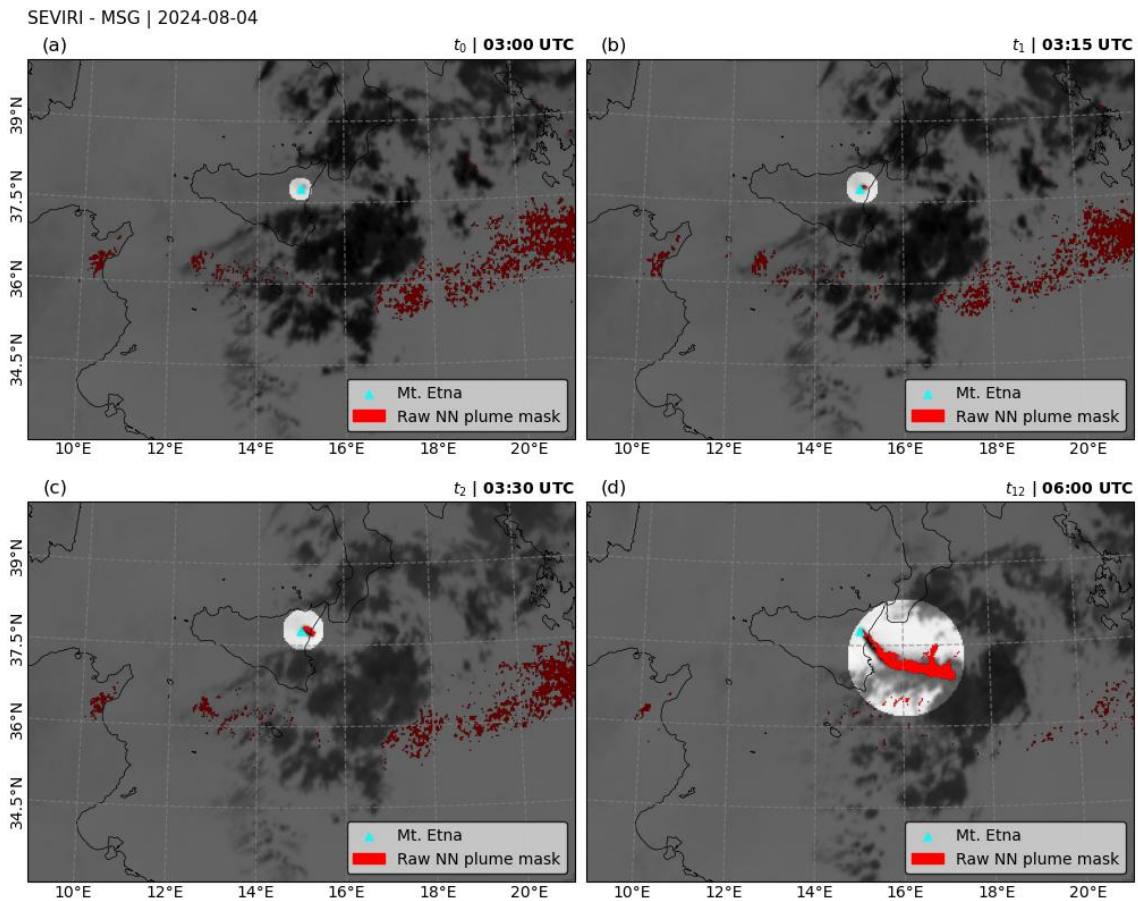 SEVIRI - MSG | 2024-08-04
(a) t0 | 03:00 UTC
39°N
37.5°N
36°N
34.5°N
Mt. Etna
Raw NN plume mask
10°E 12°E 14°E 16°E 18°E 20°E
(b) t1 | 03:15 UTC
Mt. Etna
Raw NN plume mask
10°E 12°E 14°E 16°E 18°E 20°E
(c) t2 | 03:30 UTC
39°N
37.5°N
36°N
34.5°N
Mt. Etna
Raw NN plume mask
10°E 12°E 14°E 16°E 18°E 20°E
(d) t12 | 06:00 UTC
Mt. Etna
Raw NN plume mask
10°E 12°E 14°E 16°E 18°E 20°E